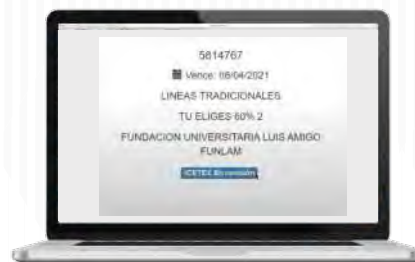 5814767
Vence: 08/04/2021
LINEAS TRADICIONALES
TU ELIGES 60% 2
FUNDACION UNIVERSITARIA LUIS AMIGO
FUNLAM
ICETEX En revisión